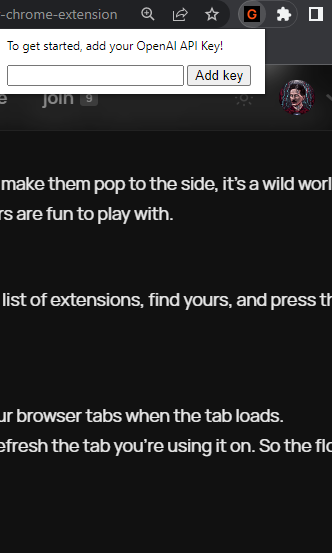 -chrome-extension
G
To get started, add your OpenAI API Key!
Add key
e join 9
make them pop to the side, it's a wild worl
rs are fun to play with.
list of extensions, find yours, and press th
ur browser tabs when the tab loads.
efresh the tab you're using it on. So the flo